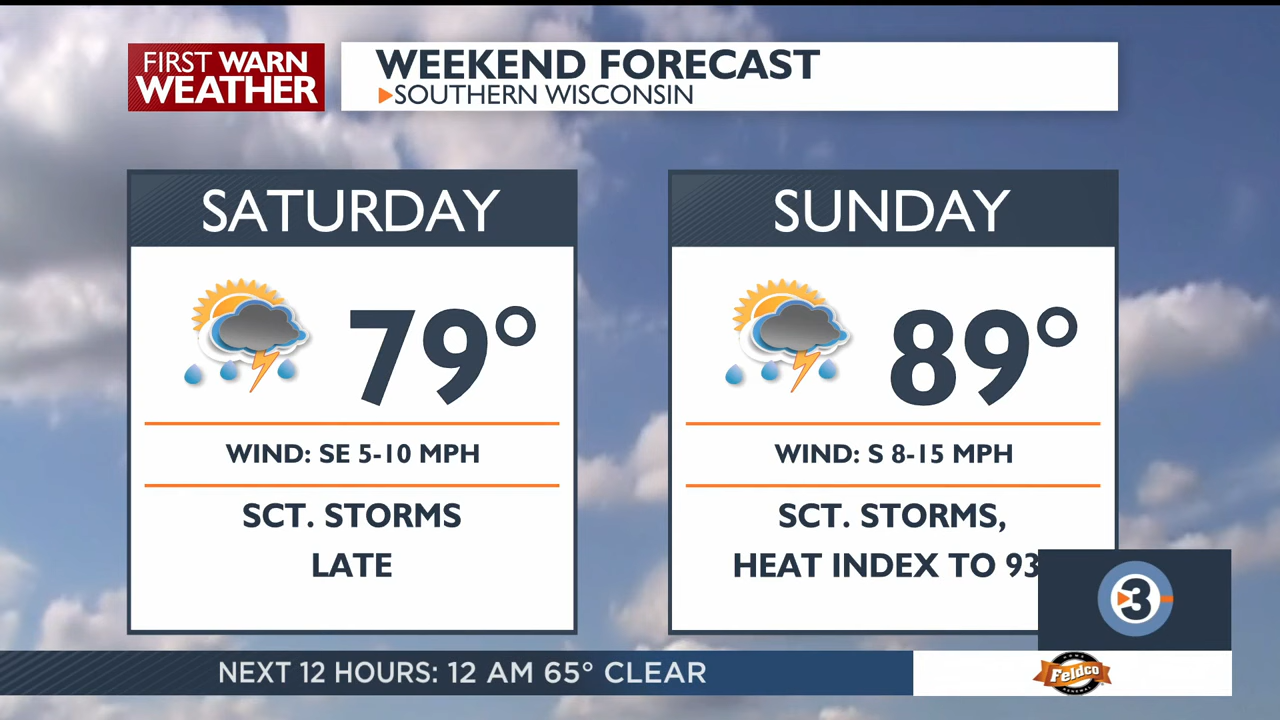 FIRST WARN
WEATHER
WEEKEND FORECAST
SOUTHERN WISCONSIN
SATURDAY
79°
WIND: SE 5-10 MPH
SCT. STORMS
LATE
SUNDAY
89°
WIND: S 8-15 MPH
SCT. STORMS,
HEAT INDEX TO 93
3
NEXT 12 HOURS: 12 AM 65° CLEAR
HOME
Feldco
RENEWAL